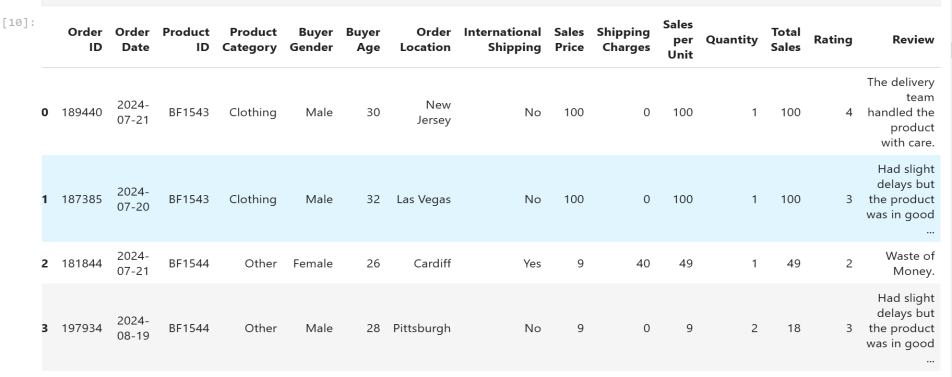 [10]:
Order ID Order Date Product ID Product Category Buyer Gender Buyer Age Order Location International Shipping Sales Price Shipping Charges Sales per Unit Quantity Total Sales Rating Review
0 189440 2024-07-21 BF1543 Clothing Male 30 New Jersey No 100 0 100 1 100 4 The delivery team handled the product with care.
1 187385 2024-07-20 BF1543 Clothing Male 32 Las Vegas No 100 0 100 1 100 3 Had slight delays but the product was in good ...
2 181844 2024-07-21 BF1544 Other Female 26 Cardiff Yes 9 40 49 1 49 2 Waste of Money.
3 197934 2024-08-19 BF1544 Other Male 28 Pittsburgh No 9 0 9 2 18 3 Had slight delays but the product was in good ...